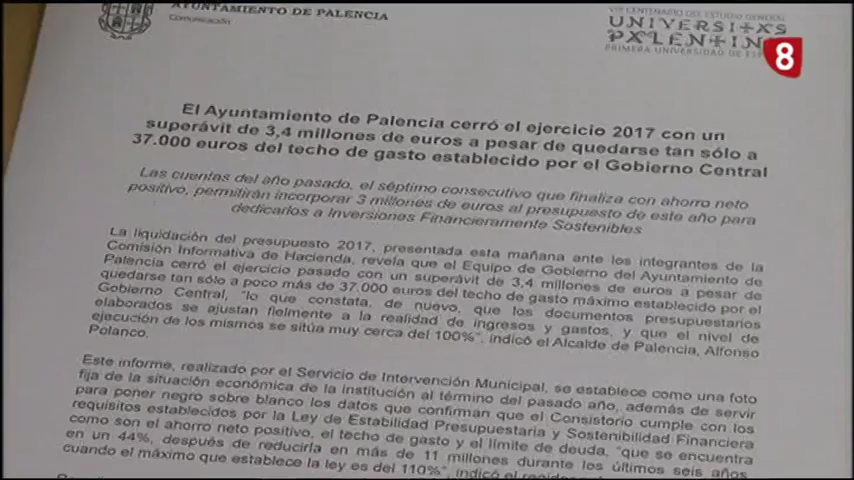 AYUNTAMIENTO DE PALENCIA
Comunicación
VIII CENTENARIO DEL ESTUDIO GENERAL
UNIVERSITAS
PALENTINA
PRIMERA UNIVERSIDAD DE
8
El Ayuntamiento de Palencia cerró el ejercicio 2017 con un
superávit de 3,4 millones de euros a pesar de quedarse tan sólo a
37.000 euros del techo de gasto establecido por el Gobierno Central
Las cuentas del año pasado, el séptimo consecutivo que finaliza con ahorro neto
positivo, permitirán incorporar 3 millones de euros al presupuesto de este año para
dedicarlos a Inversiones Financieramente Sostenibles
La liquidación del presupuesto 2017, presentada esta mañana ante los integrantes de la
Comisión Informativa de Hacienda, revela que el Equipo de Gobierno del Ayuntamiento de
Palencia cerró el ejercicio pasado con un superávit de 3,4 millones de euros a pesar de
quedarse tan sólo a poco más de 37.000 euros del techo de gasto máximo establecido por el
Gobierno Central, "lo que constata, de nuevo, que los documentos presupuestarios
elaborados se ajustan fielmente a la realidad de ingresos y gastos, y que el nivel de
ejecución de los mismos se sitúa muy cerca del 100%", indicó el Alcalde de Palencia, Alfonso
Polanco.
Este informe, realizado por el Servicio de Intervención Municipal, se establece como una foto
fija de la situación económica de la institución al término del pasado año, además de servir
para poner negro sobre blanco los datos que confirman que el Consistorio cumple con los
requisitos establecidos por la Ley de Estabilidad Presupuestaria y Sostenibilidad Financiera
como son el ahorro neto positivo, el techo de gasto y el límite de deuda, "que se encuentra
en un 44%, después de reducirla en más de 11 millones durante los últimos seis años
cuando el máximo que establece la ley es del 110%", indicó el